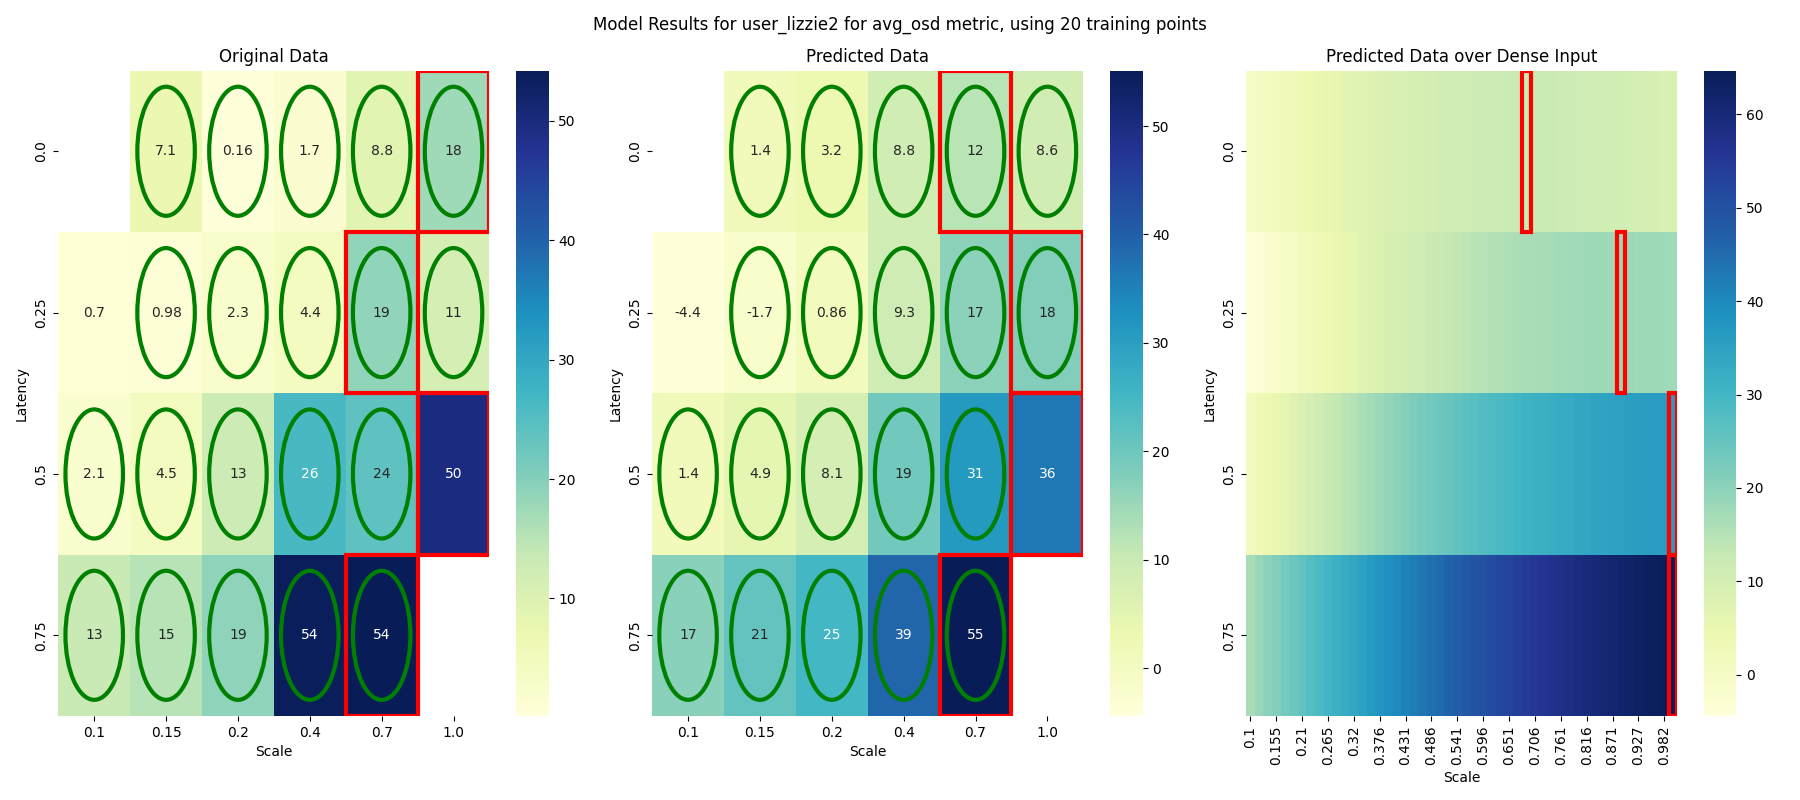 Model Results for user_lizzie2 for avg_osd metric, using 20 training points
Original Data
0.0
7.1 0.16 1.7 8.8 18
0.25
0.7 0.98 2.3 4.4 19 11
0.5
2.1 4.5 13 26 24 50
0.75
13 15 19 54 54
0.1 0.15 0.2 0.4 0.7 1.0
Scale
Latency
50
40
30
20
10
Predicted Data
0.0
1.4 3.2 8.8 12 8.6
0.25
-4.4 -1.7 0.86 9.3 17 18
0.5
1.4 4.9 8.1 19 31 36
0.75
17 21 25 39 55
0.1 0.15 0.2 0.4 0.7 1.0
Scale
Latency
50
40
30
20
10
0
Predicted Data over Dense Input
0.0
0.25
0.5
0.75
0.1 0.155 0.21 0.265 0.32 0.376 0.431 0.486 0.541 0.596 0.651 0.706 0.761 0.816 0.871 0.927 0.982
Scale
Latency
60
50
40
30
20
10
0